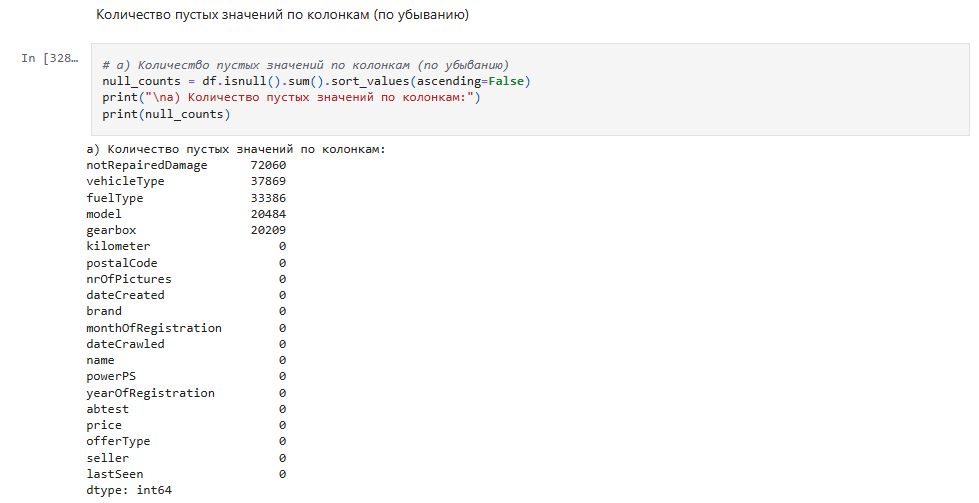 Количество пустых значений по колонкам (по убыванию)
In [328…
# а) Количество пустых значений по колонкам (по убыванию)
null_counts = df.isnull().sum().sort_values(ascending=False)
print("\nа) Количество пустых значений по колонкам:")
print(null_counts)
а) Количество пустых значений по колонкам:
notRepairedDamage 72060
vehicleType 37869
fuelType 33386
model 20484
gearbox 20209
kilometer 0
postalCode 0
nrOfPictures 0
dateCreated 0
brand 0
monthOfRegistration 0
dateCrawled 0
name 0
powerPS 0
yearOfRegistration 0
abtest 0
price 0
offerType 0
seller 0
lastSeen 0
dtype: int64